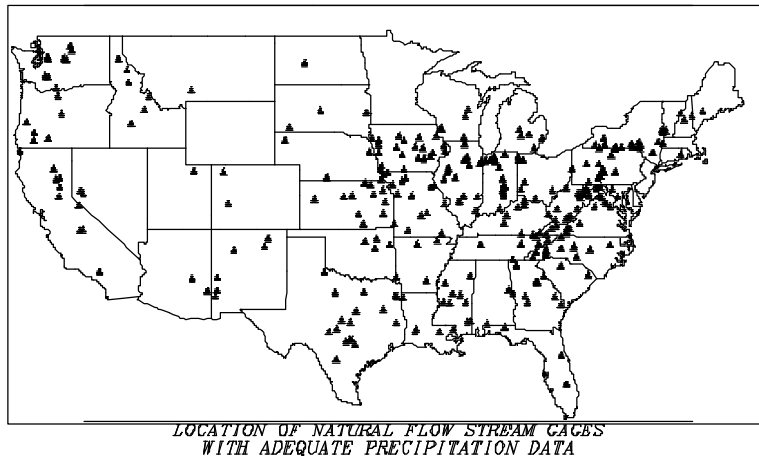 LOCATION OF NATURAL FLOW STREAM GAGES
WITH ADEQUATE PRECIPITATION DATA